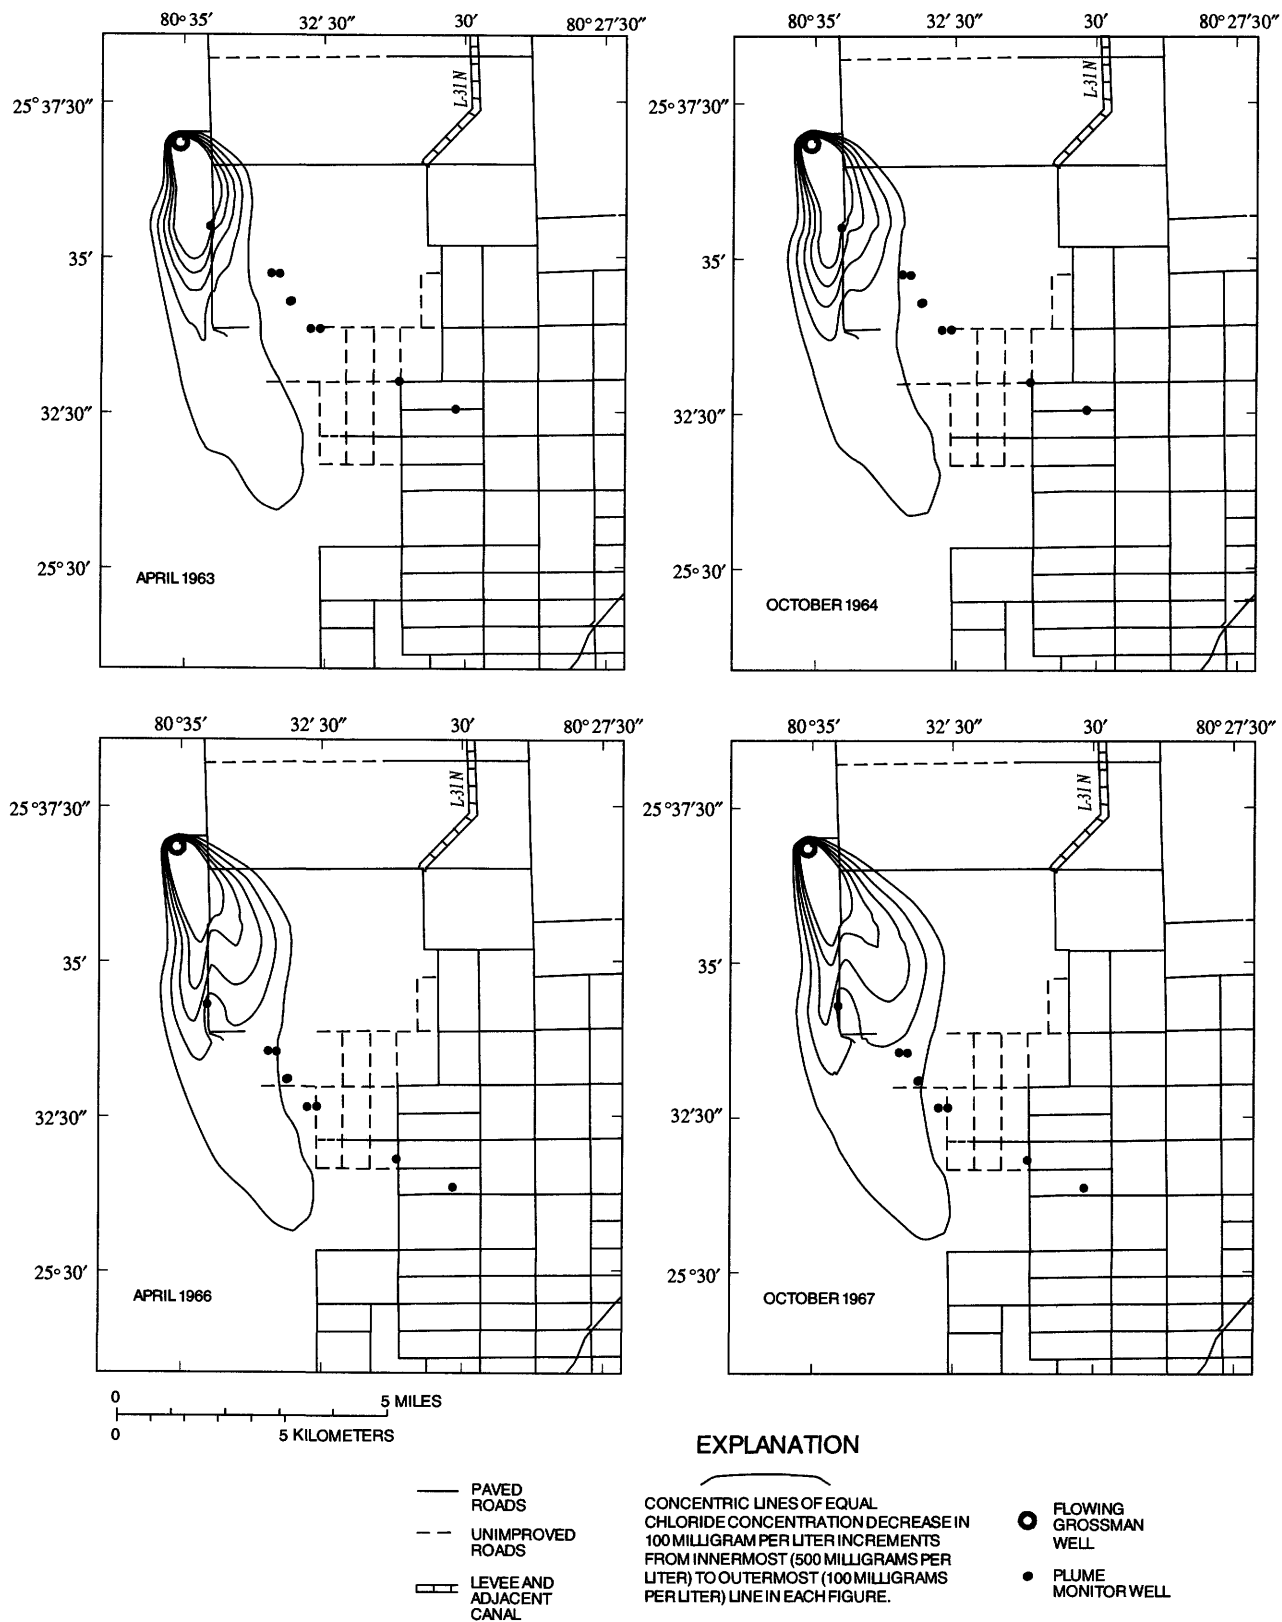 80° 35′ 32′ 30″ 30′ 80° 27′30″
25° 37′30″
L-31 N
35′
32′30″
25° 30′
APRIL 1963
80° 35′ 32′ 30″ 30′ 80° 27′30″
25° 37′30″
L-31 N
35′
32′30″
25° 30′
OCTOBER 1964
80° 35′ 32′ 30″ 30′ 80° 27′30″
25° 37′30″
L-31 N
35′
32′30″
25° 30′
APRIL 1966
80° 35′ 32′ 30″ 30′ 80° 27′30″
25° 37′30″
L-31 N
35′
32′30″
25° 30′
OCTOBER 1967
0 5 MILES
0 5 KILOMETERS
EXPLANATION
PAVED
ROADS
UNIMPROVED
ROADS
LEVEE AND
ADJACENT
CANAL
CONCENTRIC LINES OF EQUAL
CHLORIDE CONCENTRATION DECREASE IN
100 MILLIGRAM PER LITER INCREMENTS
FROM INNERMOST (500 MILLIGRAMS PER
LITER) TO OUTERMOST (100 MILLIGRAMS
PER LITER) LINE IN EACH FIGURE.
FLOWING
GROSSMAN
WELL
PLUME
MONITOR WELL